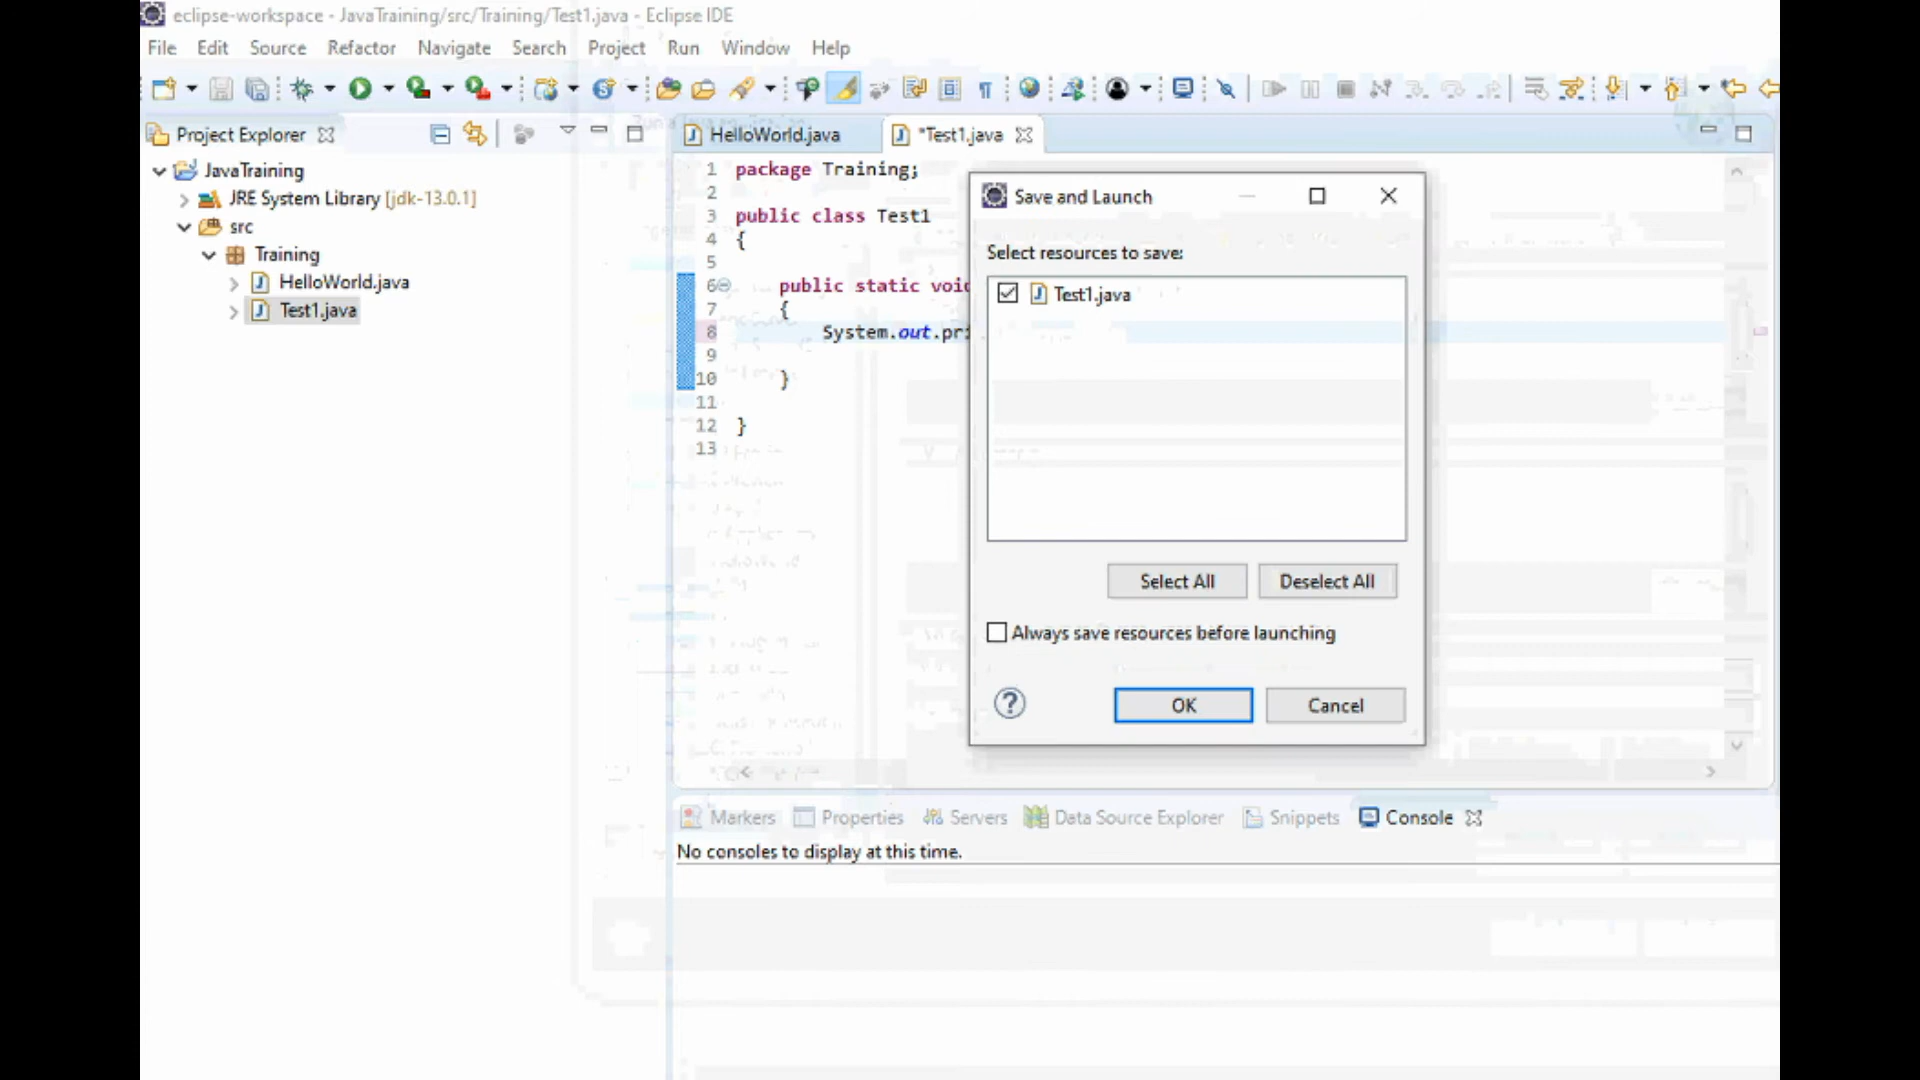 eclipse-workspace - JavaTraining/src/Training/Test1.java - Eclipse IDE
File Edit Source Refactor Navigate Search Project Run Window Help
Project Explorer
JavaTraining
JRE System Library [jdk-13.0.1]
src
Training
HelloWorld.java
Test1.java
HelloWorld.java *Test1.java
1 package Training;
2
3 public class Test1
4 {
5
6 public static void
7 {
8 System.out.pri
9
10 }
11
12 }
13
Save and Launch
Select resources to save:
Test1.java
Select All Deselect All
Always save resources before launching
OK Cancel
Markers Properties Servers Data Source Explorer Snippets Console
No consoles to display at this time.